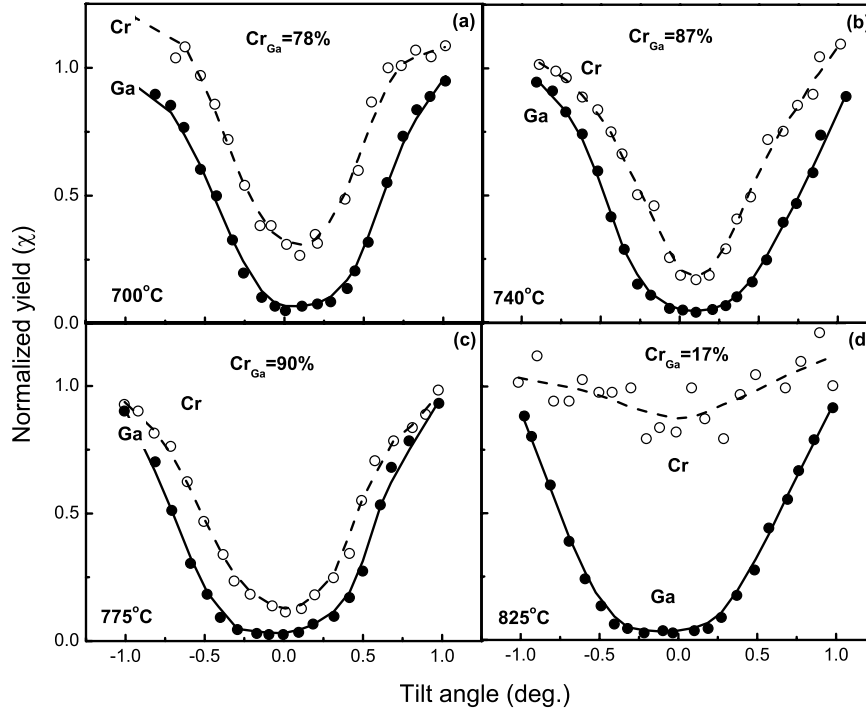 Normalized yield (χ)
(a)
Cr
Cr_Ga=78%
Ga
700°C
1.0
0.5
0.0
(b)
Cr_Ga=87%
Cr
Ga
740°C
(c)
Cr_Ga=90%
Cr
Ga
775°C
1.0
0.5
0.0
-1.0 -0.5 0.0 0.5 1.0
(d)
Cr_Ga=17%
Cr
Ga
825°C
-1.0 -0.5 0.0 0.5 1.0
Tilt angle (deg.)